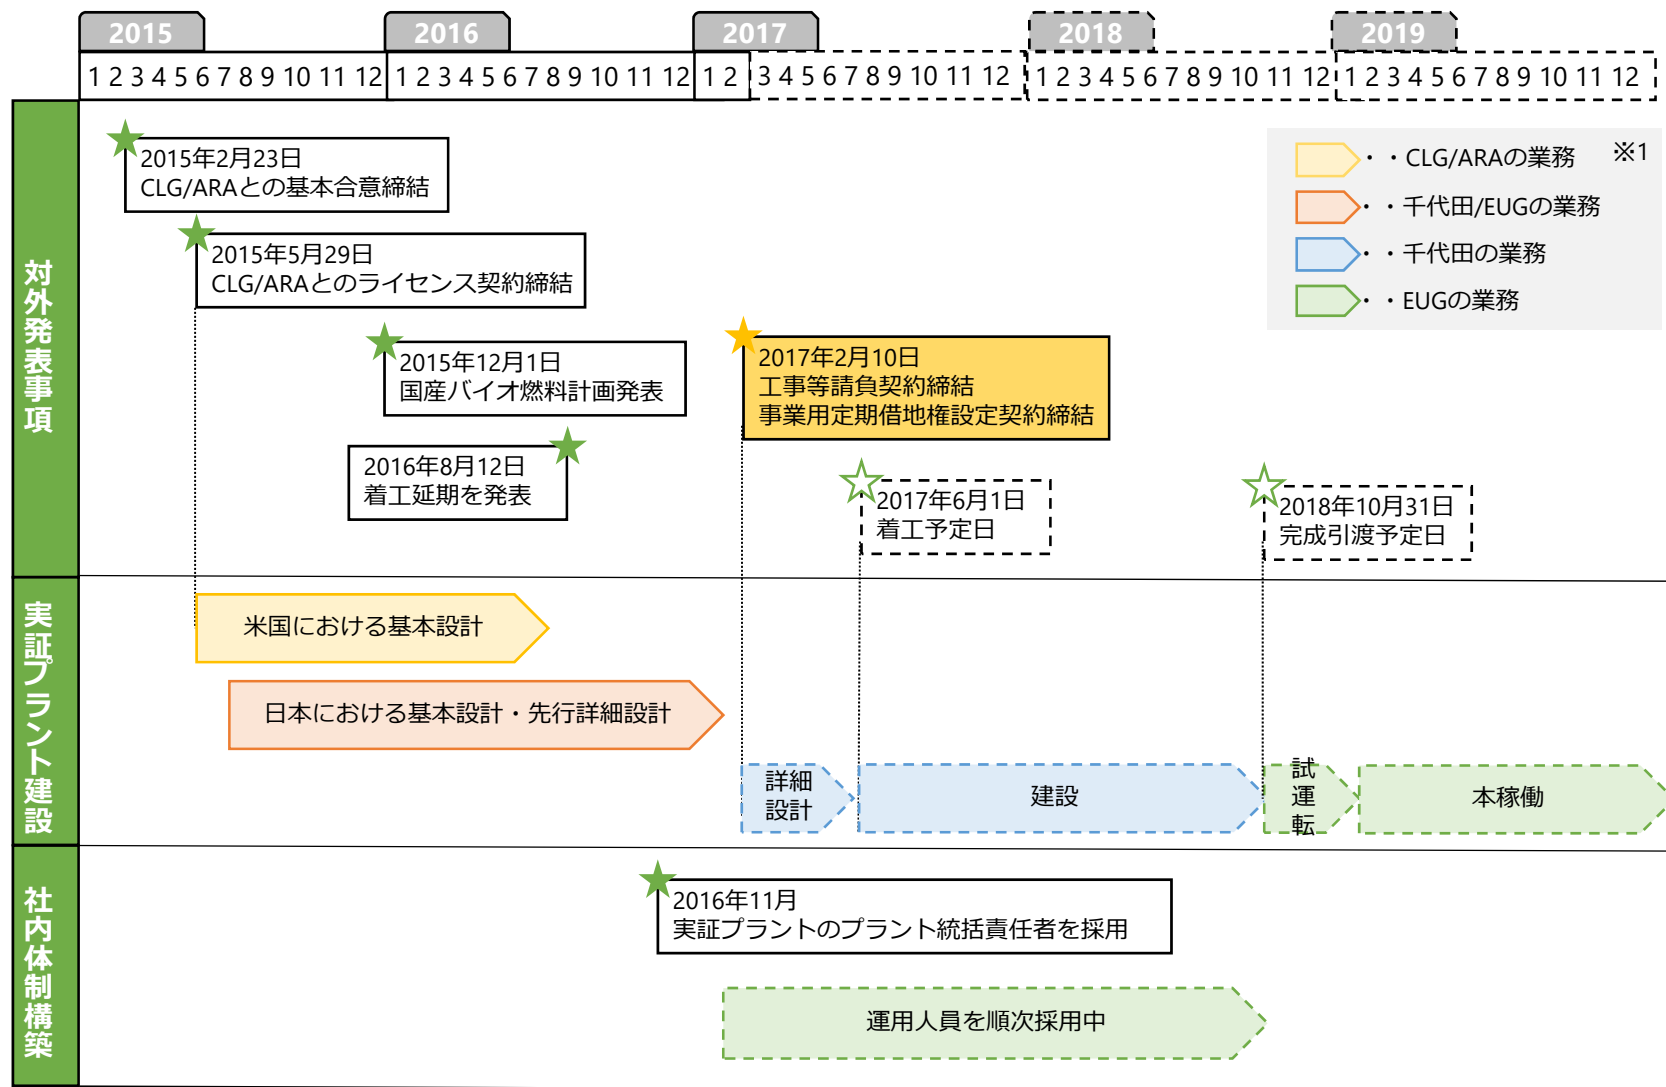 2015
2016
2017
2018
2019
1 2 3 4 5 6 7 8 9 10 11 12
1 2 3 4 5 6 7 8 9 10 11 12
1 2 3 4 5 6 7 8 9 10 11 12
1 2 3 4 5 6 7 8 9 10 11 12
1 2 3 4 5 6 7 8 9 10 11 12
対外発表事項
2015年2月23日
CLG/ARAとの基本合意締結
2015年5月29日
CLG/ARAとのライセンス契約締結
2015年12月1日
国産バイオ燃料計画発表
2016年8月12日
着工延期を発表
2017年2月10日
工事等請負契約締結
事業用定期借地権設定契約締結
2017年6月1日
着工予定日
2018年10月31日
完成引渡予定日
・・CLG/ARAの業務 ※1
・・千代田/EUGの業務
・・千代田の業務
・・EUGの業務
実証プラント建設
米国における基本設計
日本における基本設計・先行詳細設計
詳細
設計
建設
試
運
転
本稼働
社内体制構築
2016年11月
実証プラントのプラント統括責任者を採用
運用人員を順次採用中